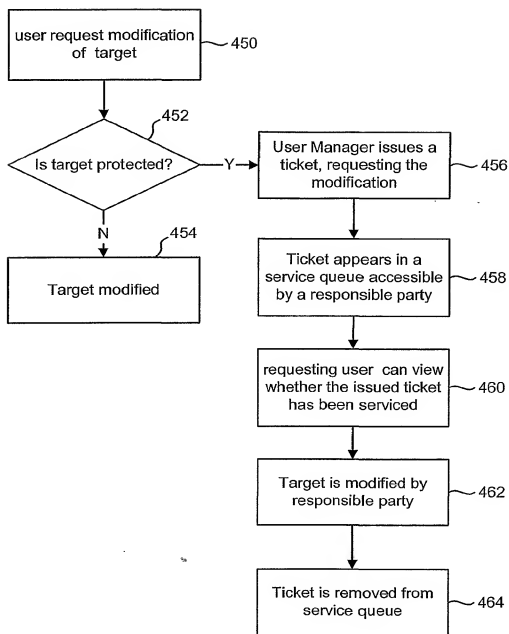 user request modification
of target
450
452
Is target protected?
Y
N
454
Target modified
User Manager issues a
ticket, requesting the
modification
456
Ticket appears in a
service queue accessible
by a responsible party
458
requesting user can view
whether the issued ticket
has been serviced
460
Target is modified by
responsible party
462
Ticket is removed from
service queue
464